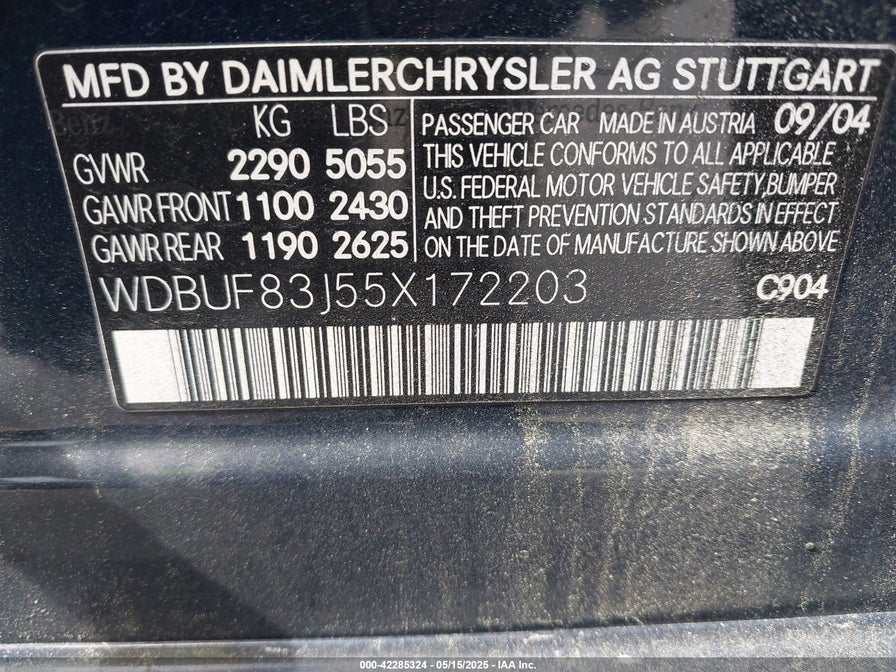 MFD BY DAIMLERCHRYSLER AG STUTTGART
KG LBS
GVWR 2290 5055
GAWR FRONT 1100 2430
GAWR REAR 1190 2625
PASSENGER CAR MADE IN AUSTRIA 09/04
THIS VEHICLE CONFORMS TO ALL APPLICABLE
U.S. FEDERAL MOTOR VEHICLE SAFETY,BUMPER
AND THEFT PREVENTION STANDARDS IN EFFECT
ON THE DATE OF MANUFACTURE SHOWN ABOVE
WDBUF83J55X172203 C904
000-42285324 — 05/15/2025 — IAA Inc.